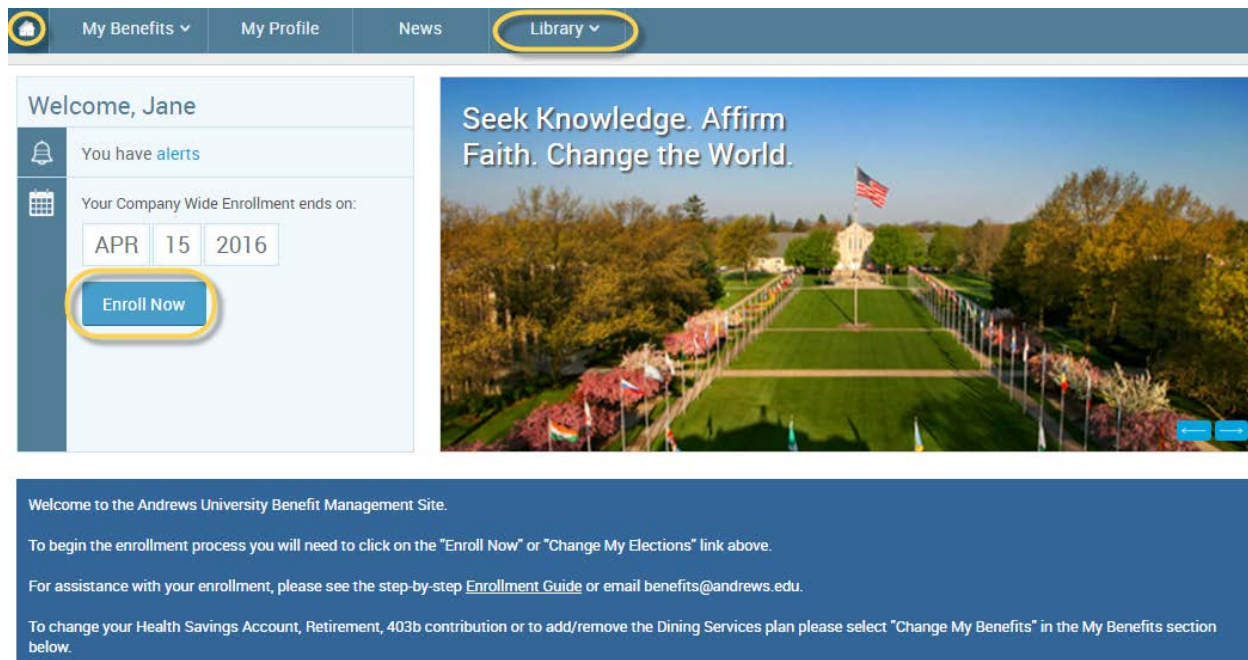 My Benefits My Profile News Library
Welcome, Jane
You have alerts
Your Company Wide Enrollment ends on:
APR 15 2016
Enroll Now
Seek Knowledge. Affirm
Faith. Change the World.
Welcome to the Andrews University Benefit Management Site.
To begin the enrollment process you will need to click on the "Enroll Now" or "Change My Elections" link above.
For assistance with your enrollment, please see the step-by-step Enrollment Guide or email benefits@andrews.edu.
To change your Health Savings Account, Retirement, 403b contribution or to add/remove the Dining Services plan please select "Change My Benefits" in the My Benefits section
below.